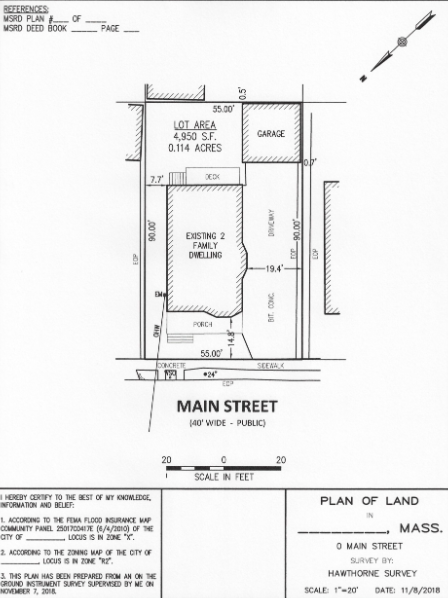 REFERENCES:
MSRD PLAN #___ OF ____
MSRD DEED BOOK _____ PAGE ___
0.5'
55.00'
LOT AREA
4,950 S.F.
0.114 ACRES
GARAGE
0.7'
7.7'
DECK
90.00'
EOP
EXISTING 2
FAMILY
DWELLING
DRIVEWAY
90.00'
EOP
EOP
19.4'
BIT. CONC.
EM
OHW
PORCH
14.8'
55.00'
CONCRETE
SIDEWALK
24"
EOP
MAIN STREET
(40' WIDE - PUBLIC)
20 0 20
SCALE IN FEET
I HEREBY CERTIFY TO THE BEST OF MY KNOWLEDGE,
INFORMATION AND BELIEF:
1. ACCORDING TO THE FEMA FLOOD INSURANCE MAP
COMMUNITY PANEL 25017C0417E (6/4/2010) OF THE
CITY OF ________, LOCUS IS IN ZONE "X".
2. ACCORDING TO THE ZONING MAP OF THE CITY OF
________, LOCUS IS IN ZONE "R2".
3. THIS PLAN HAS BEEN PREPARED FROM AN ON THE
GROUND INSTRUMENT SURVEY SUPERVISED BY ME ON
NOVEMBER 7, 2018.
PLAN OF LAND
IN
__________, MASS.
0 MAIN STREET
SURVEY BY:
HAWTHORNE SURVEY
SCALE: 1"=20' DATE: 11/8/2018